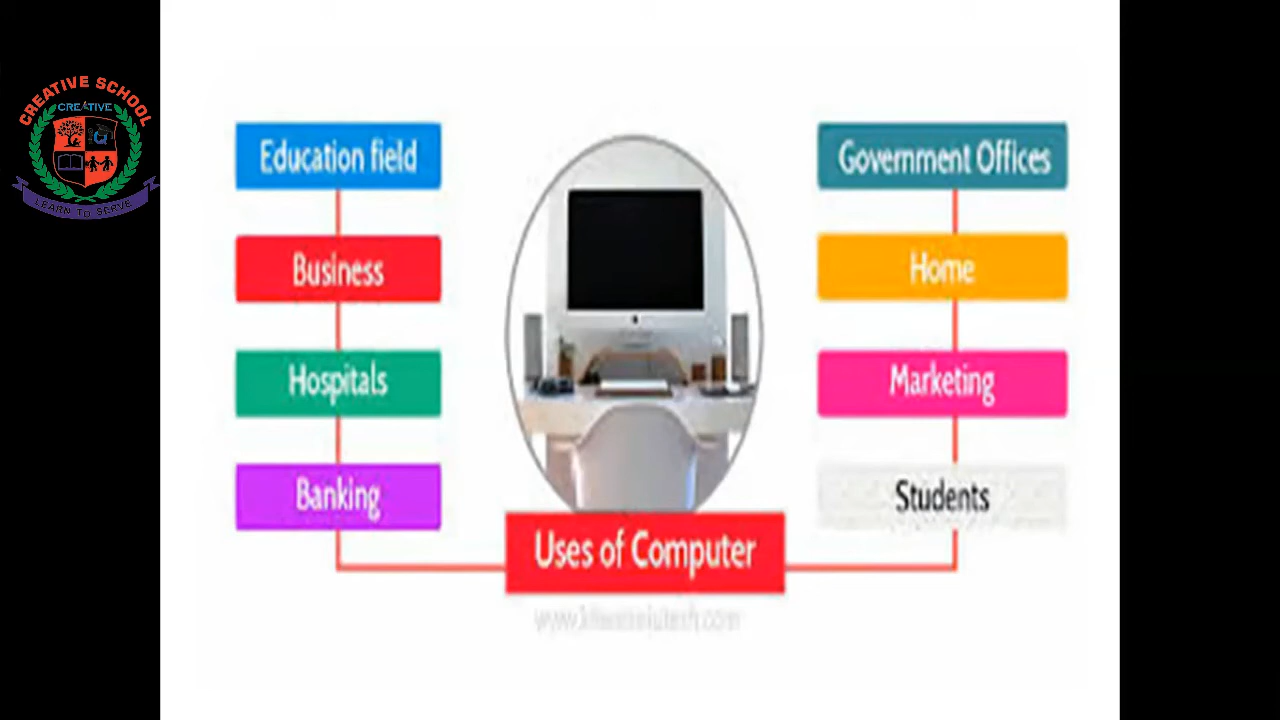 CREATIVE SCHOOL
CREATIVE
LEARN TO SERVE
Education field
Business
Hospitals
Banking
Government Offices
Home
Marketing
Students
Uses of Computer